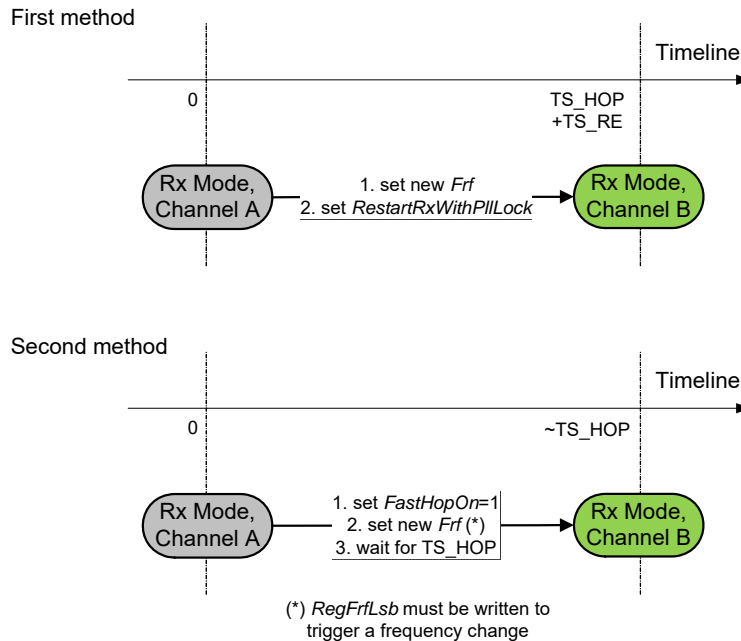 First method
Timeline
0
TS_HOP
+TS_RE
Rx Mode,
Channel A
1. set new Frf
2. set RestartRxWithPllLock
Rx Mode,
Channel B
Second method
Timeline
0
~TS_HOP
Rx Mode,
Channel A
1. set FastHopOn=1
2. set new Frf (*)
3. wait for TS_HOP
Rx Mode,
Channel B
(*) RegFrfLsb must be written to
trigger a frequency change